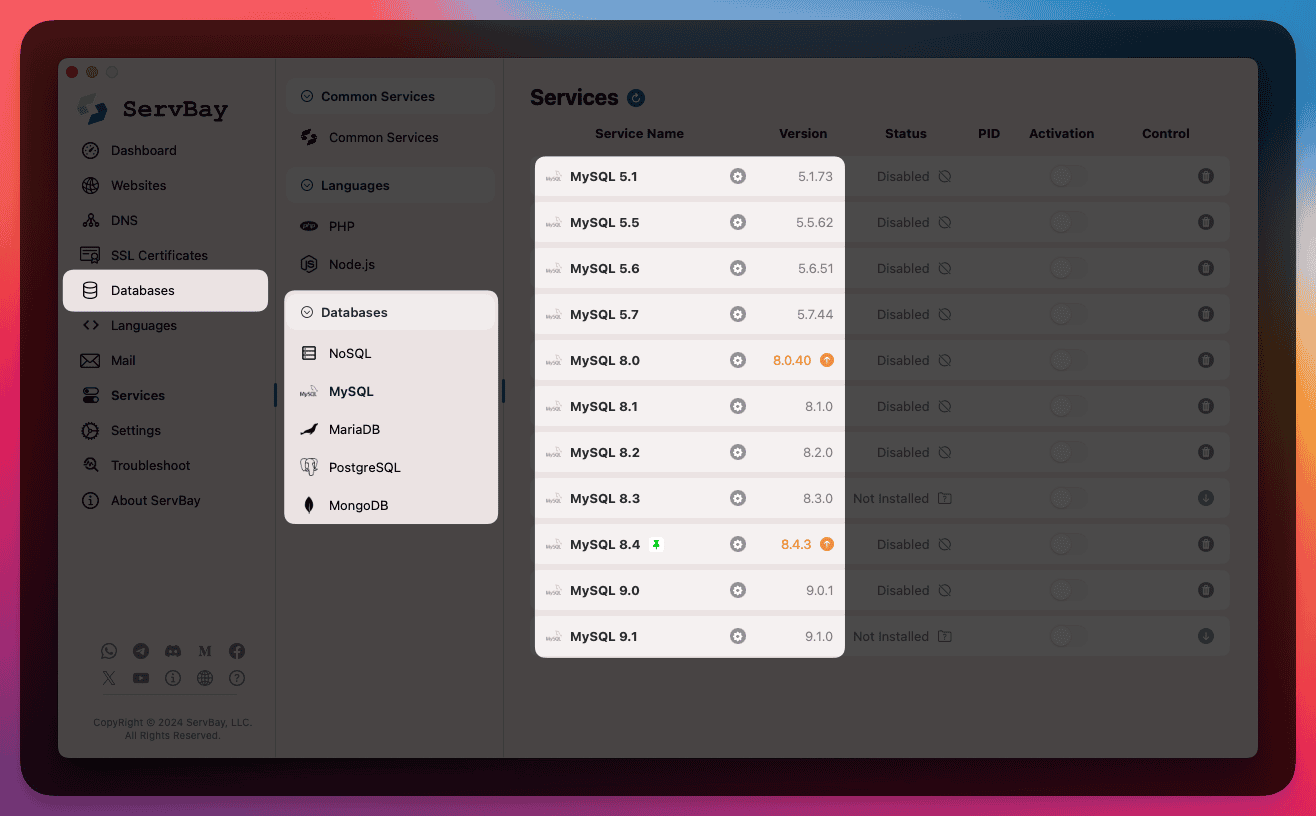 ServBay
Dashboard
Websites
DNS
SSL Certificates
Databases
Languages
Mail
Services
Settings
Troubleshoot
About ServBay
CopyRight © 2024 ServBay, LLC.
All Rights Reserved.
Common Services
Common Services
Languages
PHP
Node.js
Databases
NoSQL
MySQL
MariaDB
PostgreSQL
MongoDB
Services
Service Name Version Status PID Activation Control
MySQL 5.1 5.1.73 Disabled
MySQL 5.5 5.5.62 Disabled
MySQL 5.6 5.6.51 Disabled
MySQL 5.7 5.7.44 Disabled
MySQL 8.0 8.0.40 Disabled
MySQL 8.1 8.1.0 Disabled
MySQL 8.2 8.2.0 Disabled
MySQL 8.3 8.3.0 Not Installed
MySQL 8.4 8.4.3 Disabled
MySQL 9.0 9.0.1 Disabled
MySQL 9.1 9.1.0 Not Installed